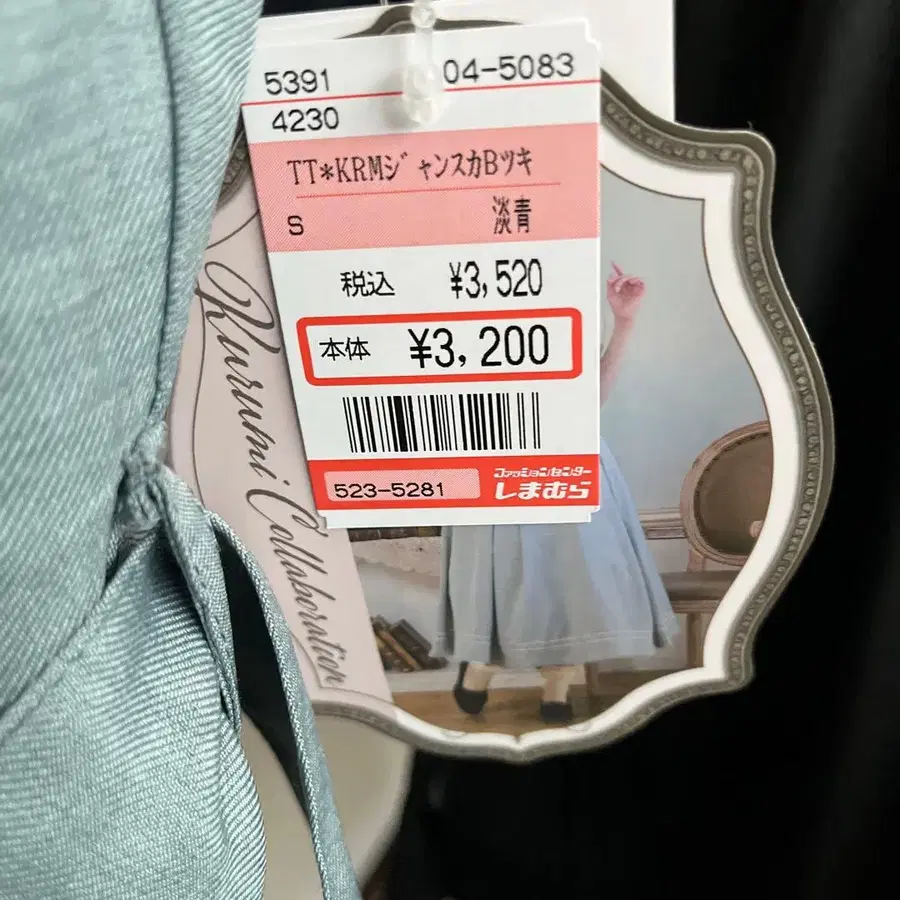 5391 04-5083
4230
TT*KRMジャンスカBツキ
S 淡青
税込 ¥3,520
本体 ¥3,200
523-5281
ファッションセンター
しまむら
Kurumi Collaboration